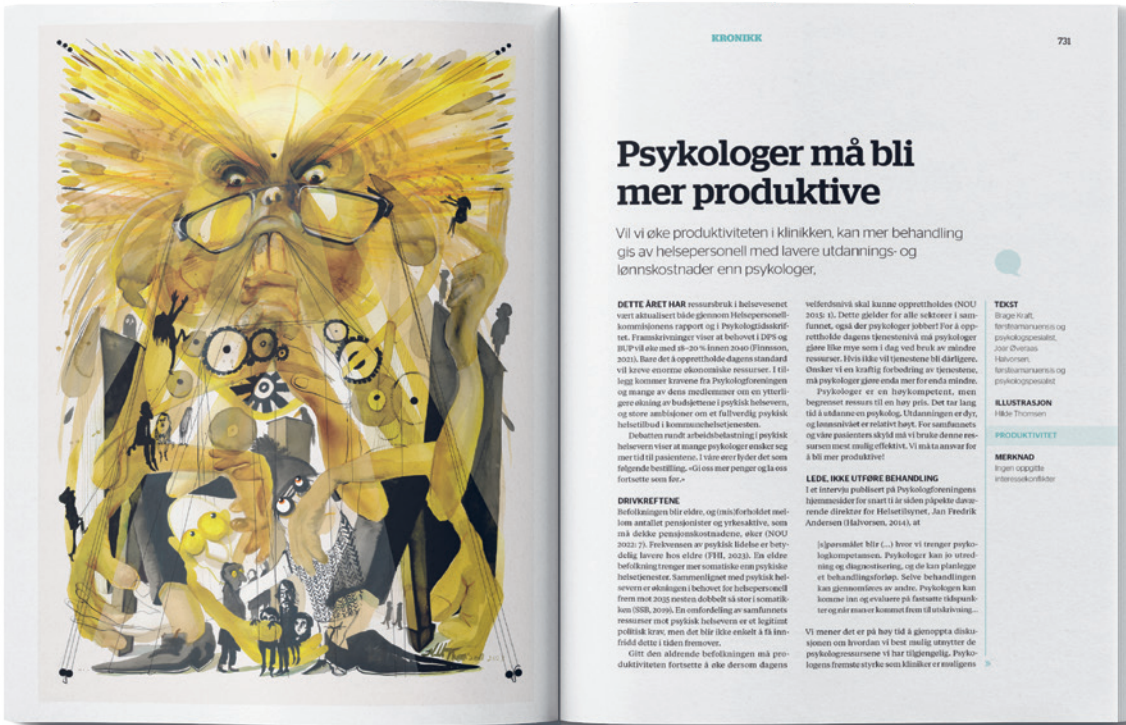 KRONIKK
731
Psykologer må bli
mer produktive
Vil vi øke produktiviteten i klinikken, kan mer behandling
gis av helsepersonell med lavere utdannings- og
lønnskostnader enn psykologer,
DETTE ÅRET HAR ressursbruk i helsevesenet
vært aktualisert både gjennom Helsepersonell-
kommisjonens rapport og i Psykologtidsskrif-
tet. Framskrivninger viser at behovet i DPS og
BUP vil øke med 18–20 % innen 2040 (Finnson,
2021). Bare det å opprettholde dagens standard
vil kreve enorme økonomiske ressurser. I til-
legg kommer kravene fra Psykologforeningen
og mange av dens medlemmer om en ytterli-
gere økning av budsjettene i psykisk helsevern,
og store ambisjoner om et fullverdig psykisk
helsetilbud i kommunehelsetjenesten.
Debatten rundt arbeidsbelastning i psykisk
helsevern viser at mange psykologer ønsker seg
mer tid til pasientene. I våre ører lyder det som
følgende bestilling. «Gi oss mer penger og la oss
fortsette som før.»
DRIVKREFTENE
Befolkningen blir eldre, og (mis)forholdet mel-
lom antallet pensjonister og yrkesaktive, som
må dekke pensjonskostnadene, øker (NOU
2022: 7). Frekvensen av psykisk lidelse er bety-
delig lavere hos eldre (FHI, 2023). En eldre
befolkning trenger mer somatiske enn psykiske
helsetjenester. Sammenlignet med psykisk hel-
severn er økningen i behovet for helsepersonell
frem mot 2035 nesten dobbelt så stor i somatik-
ken (SSB, 2019). En omfordeling av samfunnets
ressurser mot psykisk helsevern er et legitimt
politisk krav, men det blir ikke enkelt å få inn-
fridd dette i tiden fremover.
Gitt den aldrende befolkningen må pro-
duktiviteten fortsette å øke dersom dagens
velferdsnivå skal kunne opprettholdes (NOU
2015: 1). Dette gjelder for alle sektorer i sam-
funnet, også der psykologer jobber! For å opp-
rettholde dagens tjenestenivå må psykologer
gjøre like mye som i dag ved bruk av mindre
ressurser. Hvis ikke vil tjenestene bli dårligere.
Ønsker vi en kraftig forbedring av tjenestene,
må psykologer gjøre enda mer for enda mindre.
Psykologer er en høykompetent, men
begrenset ressurs til en høy pris. Det tar lang
tid å utdanne en psykolog. Utdanningen er dyr,
og lønnsnivået er relativt høyt. For samfunnets
og våre pasienters skyld må vi bruke denne res-
sursen mest mulig effektivt. Vi må ta ansvar for
å bli mer produktive!
LEDE, IKKE UTFØRE BEHANDLING
I et intervju publisert på Psykologforeningens
hjemmesider for snart ti år siden påpekte davæ-
rende direktør for Helsetilsynet, Jan Fredrik
Andersen (Halvorsen, 2014), at
[s]pørsmålet blir (...) hvor vi trenger psyko-
logkompetansen. Psykologer kan jo utred-
ning og diagnostisering, og de kan planlegge
et behandlingsforløp. Selve behandlingen
kan gjennomføres av andre. Psykologen kan
komme inn og evaluere på fastsatte tidspunk-
ter og når man er kommet frem til utskrivning...
Vi mener det er på høy tid å gjenoppta disku-
sjonen om hvordan vi best mulig utnytter de
psykologressursene vi har tilgjengelig. Psyko-
logens fremste styrke som kliniker er muligens
TEKST
Brage Kraft,
førsteamanuensis og
psykologspesialist,
Joar Øveraas
Halvorsen,
førsteamanuensis og
psykologspesialist
ILLUSTRASJON
Hilde Thomsen
PRODUKTIVITET
MERKNAD
Ingen oppgitte
interessekonflikter